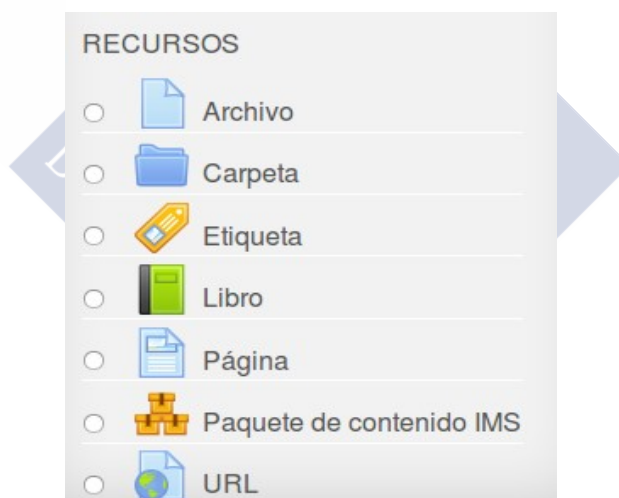 RECURSOS
Archivo
Carpeta
Etiqueta
Libro
Página
Paquete de contenido IMS
URL